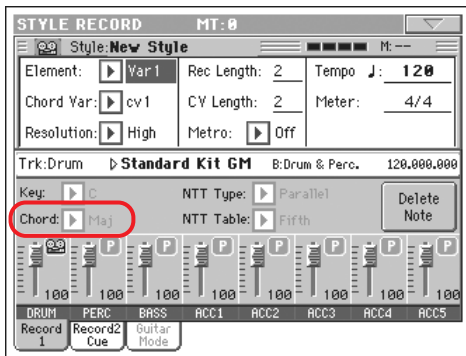 STYLE RECORD MT:0
Style:New Style M:--
Element: Var1 Rec Length: 2 Tempo ♩: 120
Chord Var: cv1 CV Length: 2 Meter: 4/4
Resolution: High Metro: Off
Trk:Drum Standard Kit GM B:Drum & Perc. 120.000.000
Key: C NTT Type: Parallel Delete
Chord: Maj NTT Table: Fifth Note
P P P P P P P
100 100 100 100 100 100 100 100
DRUM PERC BASS ACC1 ACC2 ACC3 ACC4 ACC5
Record Record2 Guitar
1 Cue Mode